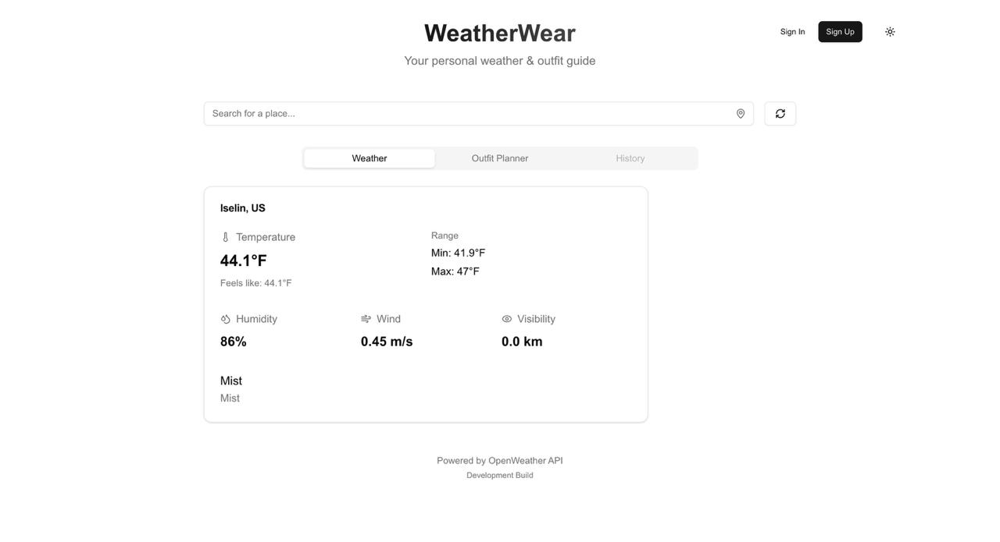 WeatherWear
Sign In
Sign Up
Your personal weather & outfit guide
Search for a place...
Weather
Outfit Planner
History
Iselin, US
Temperature
44.1°F
Feels like: 44.1°F
Range
Min: 41.9°F
Max: 47°F
Humidity
86%
Wind
0.45 m/s
Visibility
0.0 km
Mist
Mist
Powered by OpenWeather API
Development Build